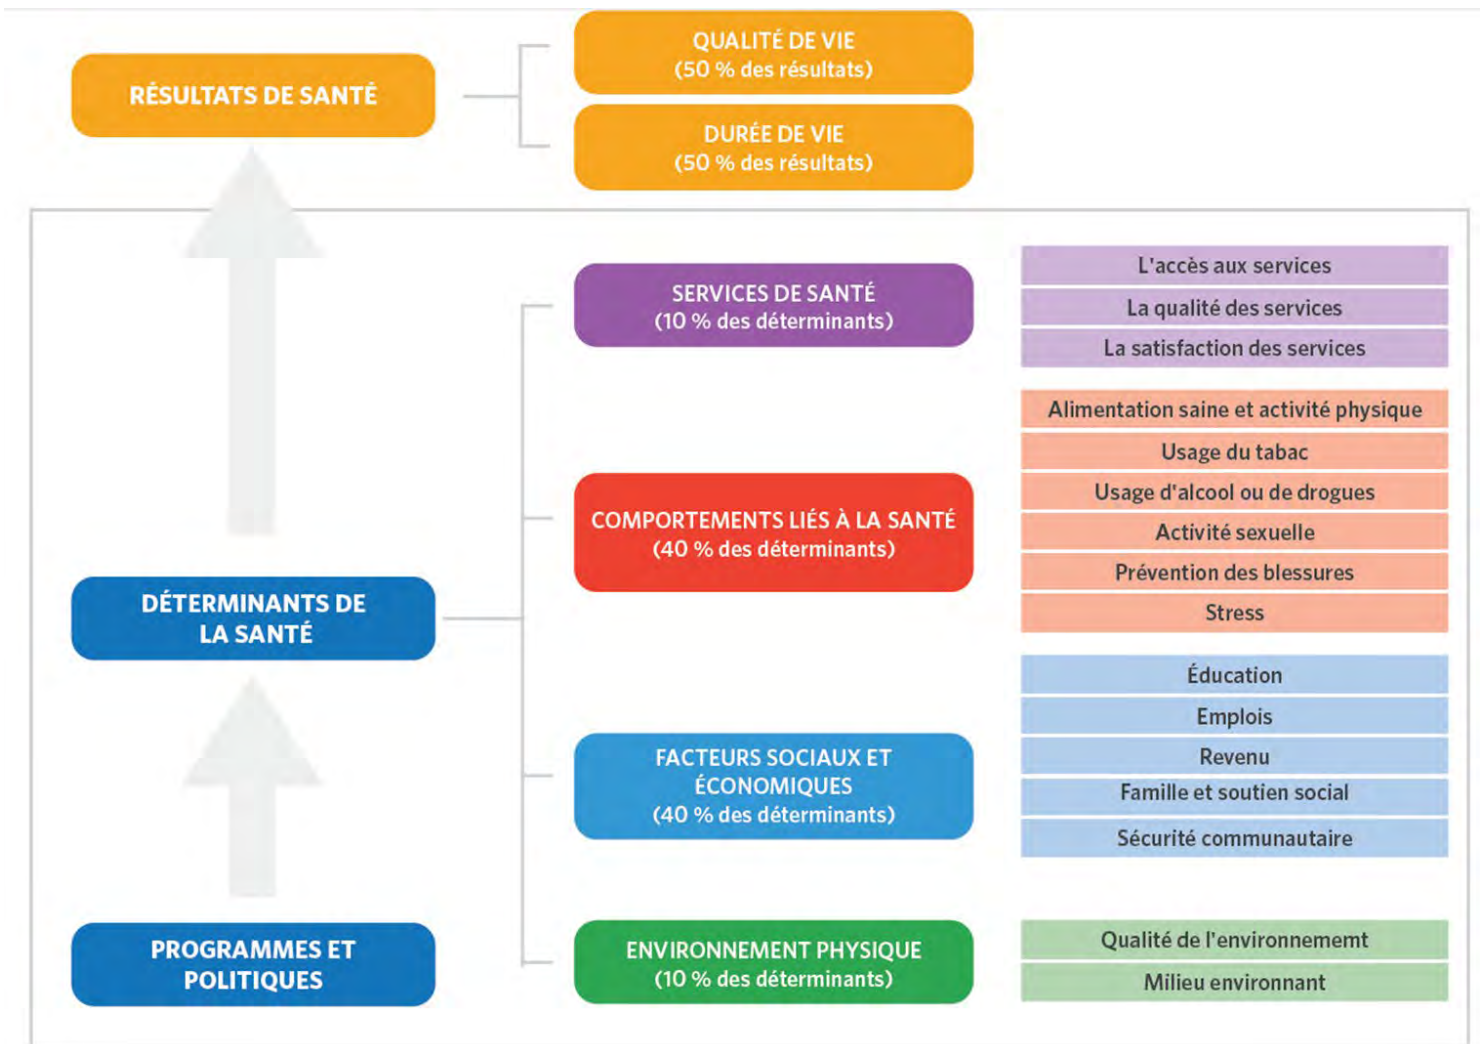 RÉSULTATS DE SANTÉ
QUALITÉ DE VIE
(50 % des résultats)
DURÉE DE VIE
(50 % des résultats)
SERVICES DE SANTÉ
(10 % des déterminants)
L'accès aux services
La qualité des services
La satisfaction des services
COMPORTEMENTS LIÉS À LA SANTÉ
(40 % des déterminants)
Alimentation saine et activité physique
Usage du tabac
Usage d'alcool ou de drogues
Activité sexuelle
Prévention des blessures
Stress
DÉTERMINANTS DE
LA SANTÉ
FACTEURS SOCIAUX ET
ÉCONOMIQUES
(40 % des déterminants)
Éducation
Emplois
Revenu
Famille et soutien social
Sécurité communautaire
PROGRAMMES ET
POLITIQUES
ENVIRONNEMENT PHYSIQUE
(10 % des déterminants)
Qualité de l'environnememt
Milieu environnant